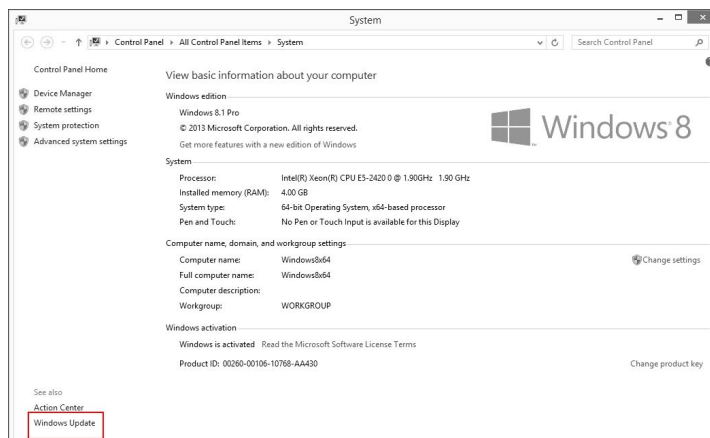 System
Control Panel
All Control Panel Items
System
Search Control Panel
Control Panel Home
Device Manager
Remote settings
System protection
Advanced system settings
View basic information about your computer
Windows edition
Windows 8.1 Pro
© 2013 Microsoft Corporation. All rights reserved.
Get more features with a new edition of Windows
Windows 8
System
Processor: Intel(R) Xeon(R) CPU E5-2420 0 @ 1.90GHz 1.90 GHz
Installed memory (RAM): 4.00 GB
System type: 64-bit Operating System, x64-based processor
Pen and Touch: No Pen or Touch Input is available for this Display
Computer name, domain, and workgroup settings
Computer name: Windows8x64
Change settings
Full computer name: Windows8x64
Computer description:
Workgroup: WORKGROUP
Windows activation
Windows is activated Read the Microsoft Software License Terms
Product ID: 00260-00106-10768-AA430
Change product key
See also
Action Center
Windows Update